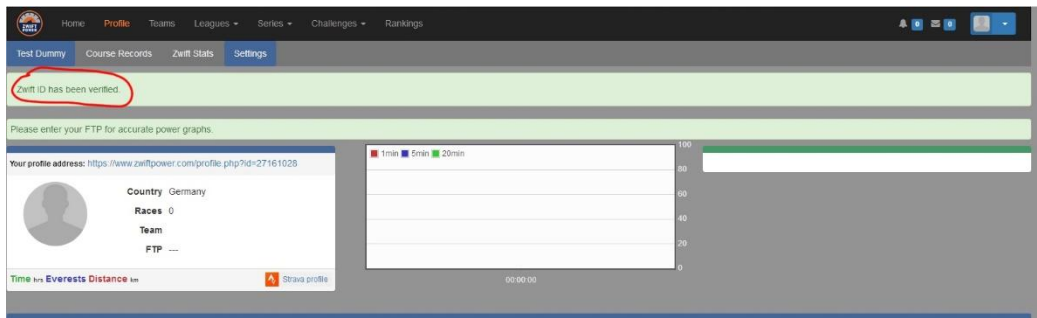 ZWIFT POWER Home Profile Teams Leagues Series Challenges Rankings 0 0
Test Dummy Course Records Zwift Stats Settings
Zwift ID has been verified.
Please enter your FTP for accurate power graphs.
Your profile address: https://www.zwiftpower.com/profile.php?id=27161028
Country Germany
Races 0
Team
FTP ---
Time hrs Everests Distance km Strava profile
1min 5min 20min
100
80
60
40
20
0
00:00:00